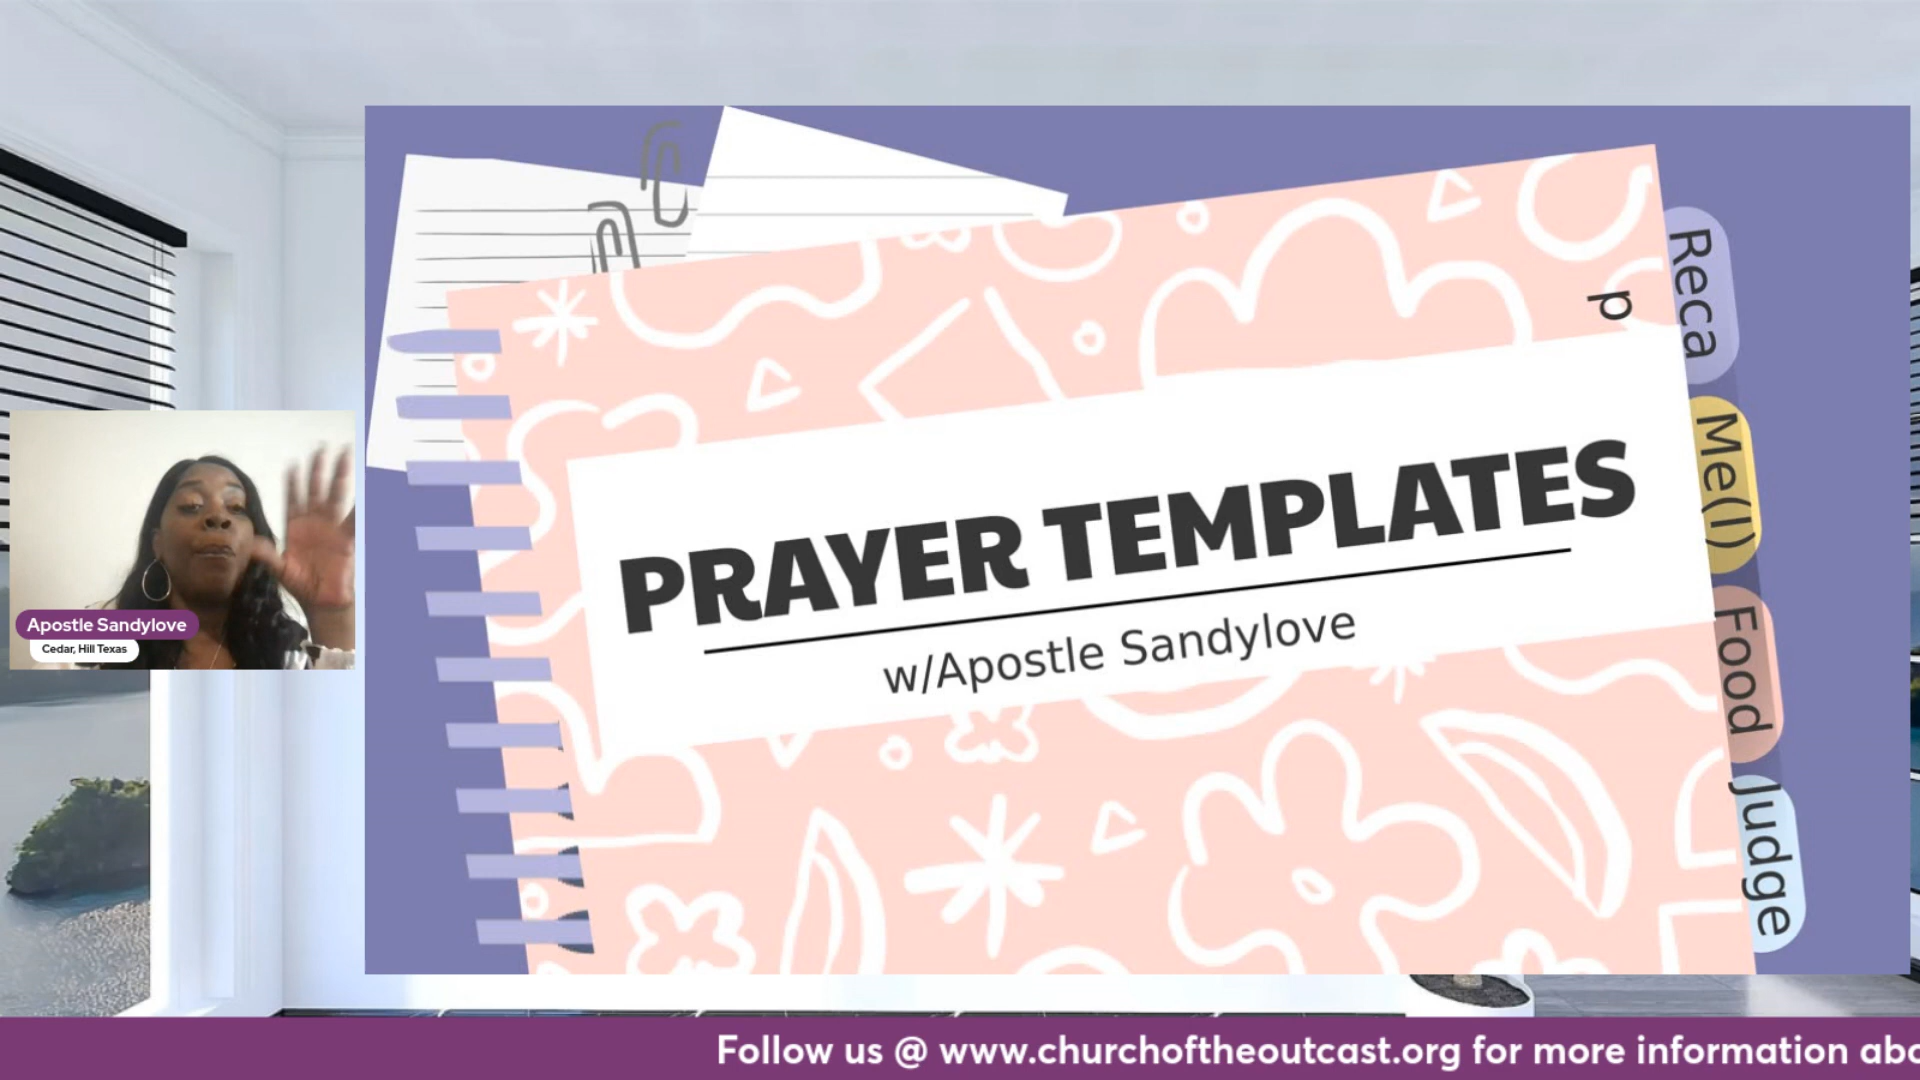 PRAYER TEMPLATES
w/Apostle Sandylove
Reca
p
Me(I)
Food
Judge
Apostle Sandylove
Cedar, Hill Texas
Follow us @ www.churchoftheoutcast.org for more information abo